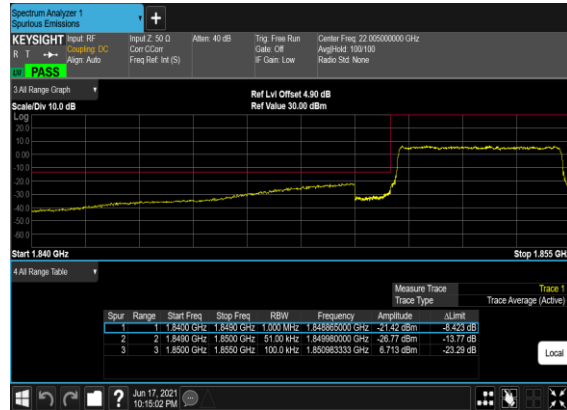 Spectrum Analyzer 1
Spurious Emissions
KEYSIGHT Input: RF Input Z: 50 Ω Atten: 40 dB Trig: Free Run Center Freq: 22.005000000 GHz
R T Coupling: DC Corr CCorr Gate: Off Avg|Hold: 100/100
Align: Auto Freq Ref: Int (S) IF Gain: Low Radio Std: None
PASS
3 All Range Graph
Ref Lvl Offset 4.90 dB
Scale/Div 10.0 dB Ref Value 30.00 dBm
Log
20.0
10.0
0.00
-10.0
-20.0
-30.0
-40.0
-50.0
-60.0
Start 1.840 GHz Stop 1.855 GH
4 All Range Table
Measure Trace Trace 1
Trace Type Trace Average (Active)
Spur Range Start Freq Stop Freq RBW Frequency Amplitude ΔLimit
1 1 1.8400 GHz 1.8490 GHz 1.000 MHz 1.848865000 GHz -21.42 dBm -8.423 dB
2 2 1.8490 GHz 1.8500 GHz 51.00 kHz 1.849980000 GHz -26.77 dBm -13.77 dB
3 3 1.8500 GHz 1.8550 GHz 100.0 kHz 1.850983333 GHz 6.713 dBm -23.29 dB
Local
? Jun 17, 2021
10:15:02 PM